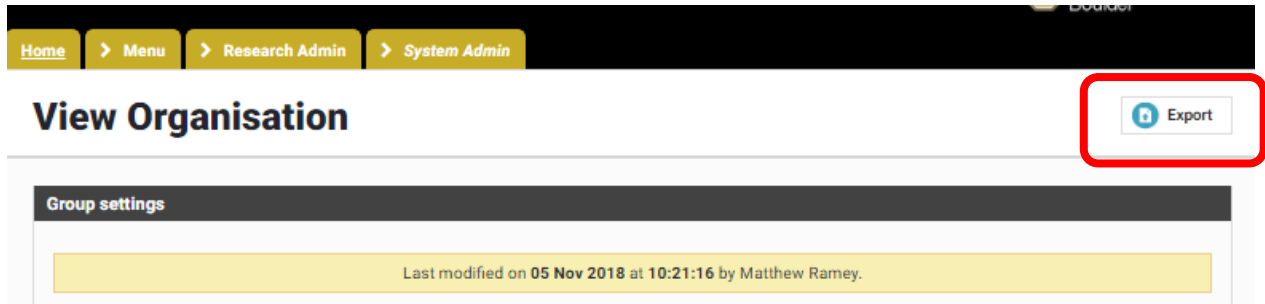 Home > Menu > Research Admin > System Admin
View Organisation
Export
Group settings
Last modified on 05 Nov 2018 at 10:21:16 by Matthew Ramey.